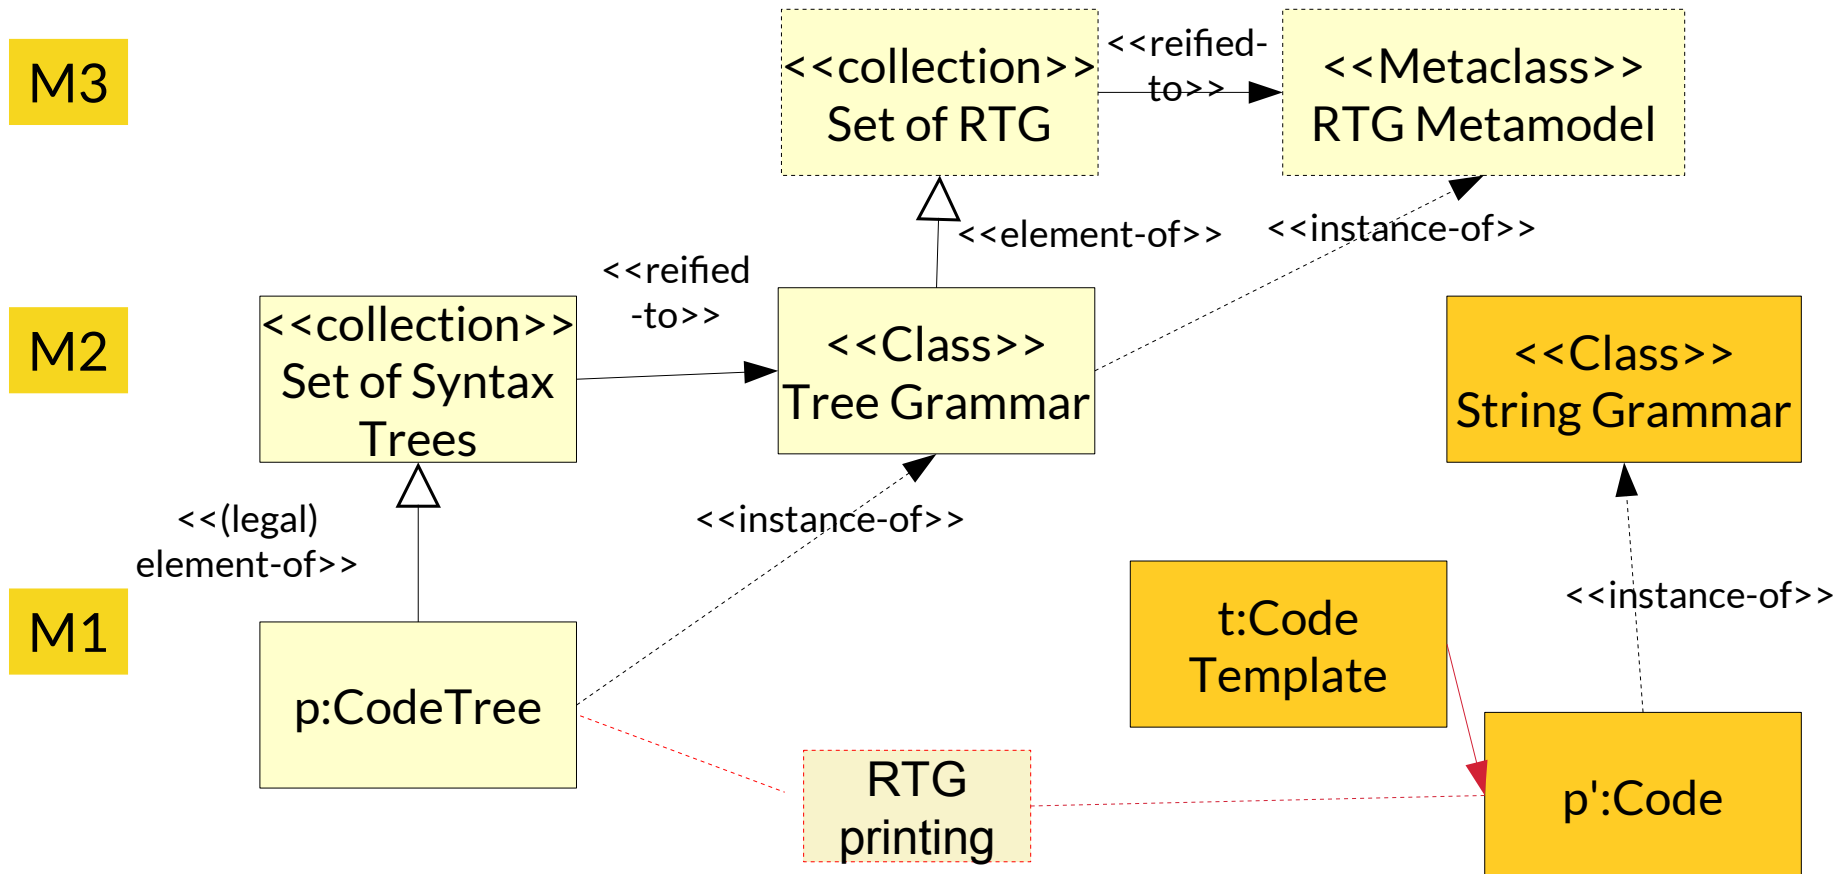 M3
<<collection>>
Set of RTG
<<reified-
to>>
<<Metaclass>>
RTG Metamodel
<<element-of>>
<<instance-of>>
M2
<<collection>>
Set of Syntax
Trees
<<reified
-to>>
<<Class>>
Tree Grammar
<<Class>>
String Grammar
<<(legal)
element-of>>
<<instance-of>>
<<instance-of>>
M1
p:CodeTree
t:Code
Template
RTG
printing
p':Code